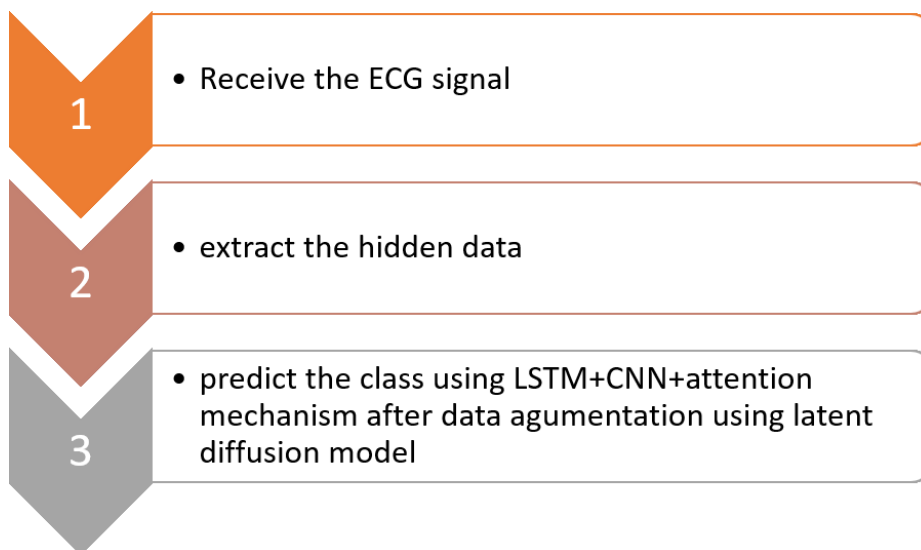 1
• Receive the ECG signal
2
• extract the hidden data
3
• predict the class using LSTM+CNN+attention
mechanism after data agumentation using latent
diffusion model